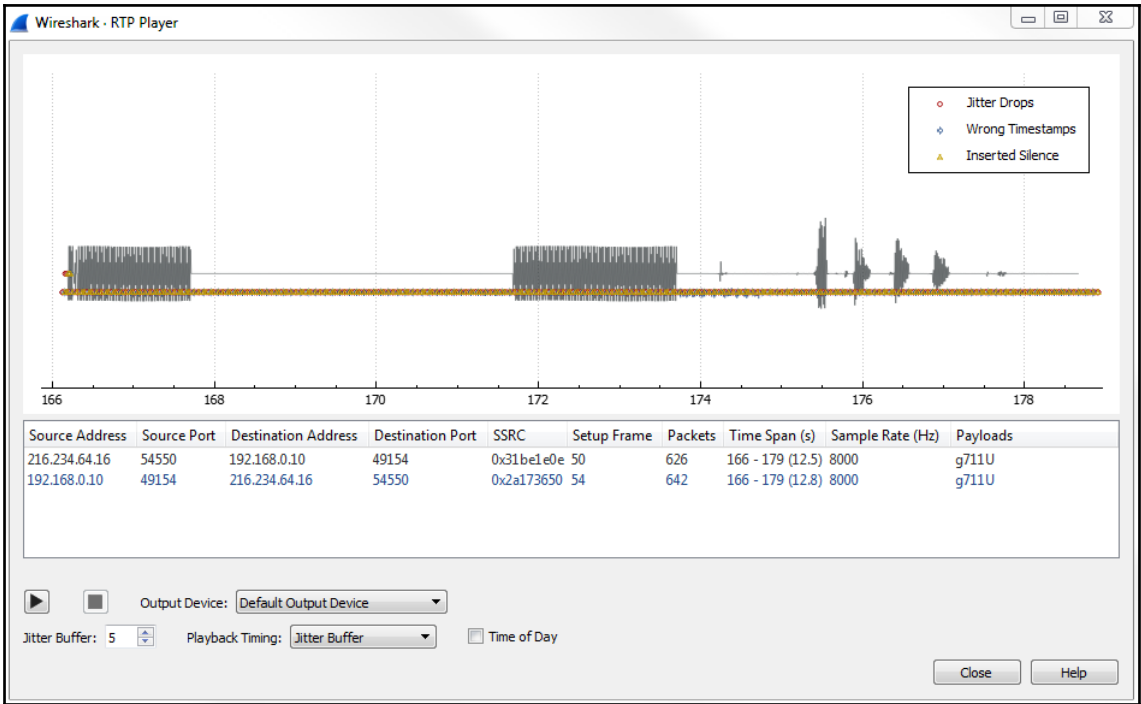 Wireshark · RTP Player
Jitter Drops
Wrong Timestamps
Inserted Silence
166 168 170 172 174 176 178
Source Address Source Port Destination Address Destination Port SSRC Setup Frame Packets Time Span (s) Sample Rate (Hz) Payloads
216.234.64.16 54550 192.168.0.10 49154 0x31be1e0e 50 626 166 - 179 (12.5) 8000 g711U
192.168.0.10 49154 216.234.64.16 54550 0x2a173650 54 642 166 - 179 (12.8) 8000 g711U
Output Device: Default Output Device
Jitter Buffer: 5 Playback Timing: Jitter Buffer Time of Day
Close Help